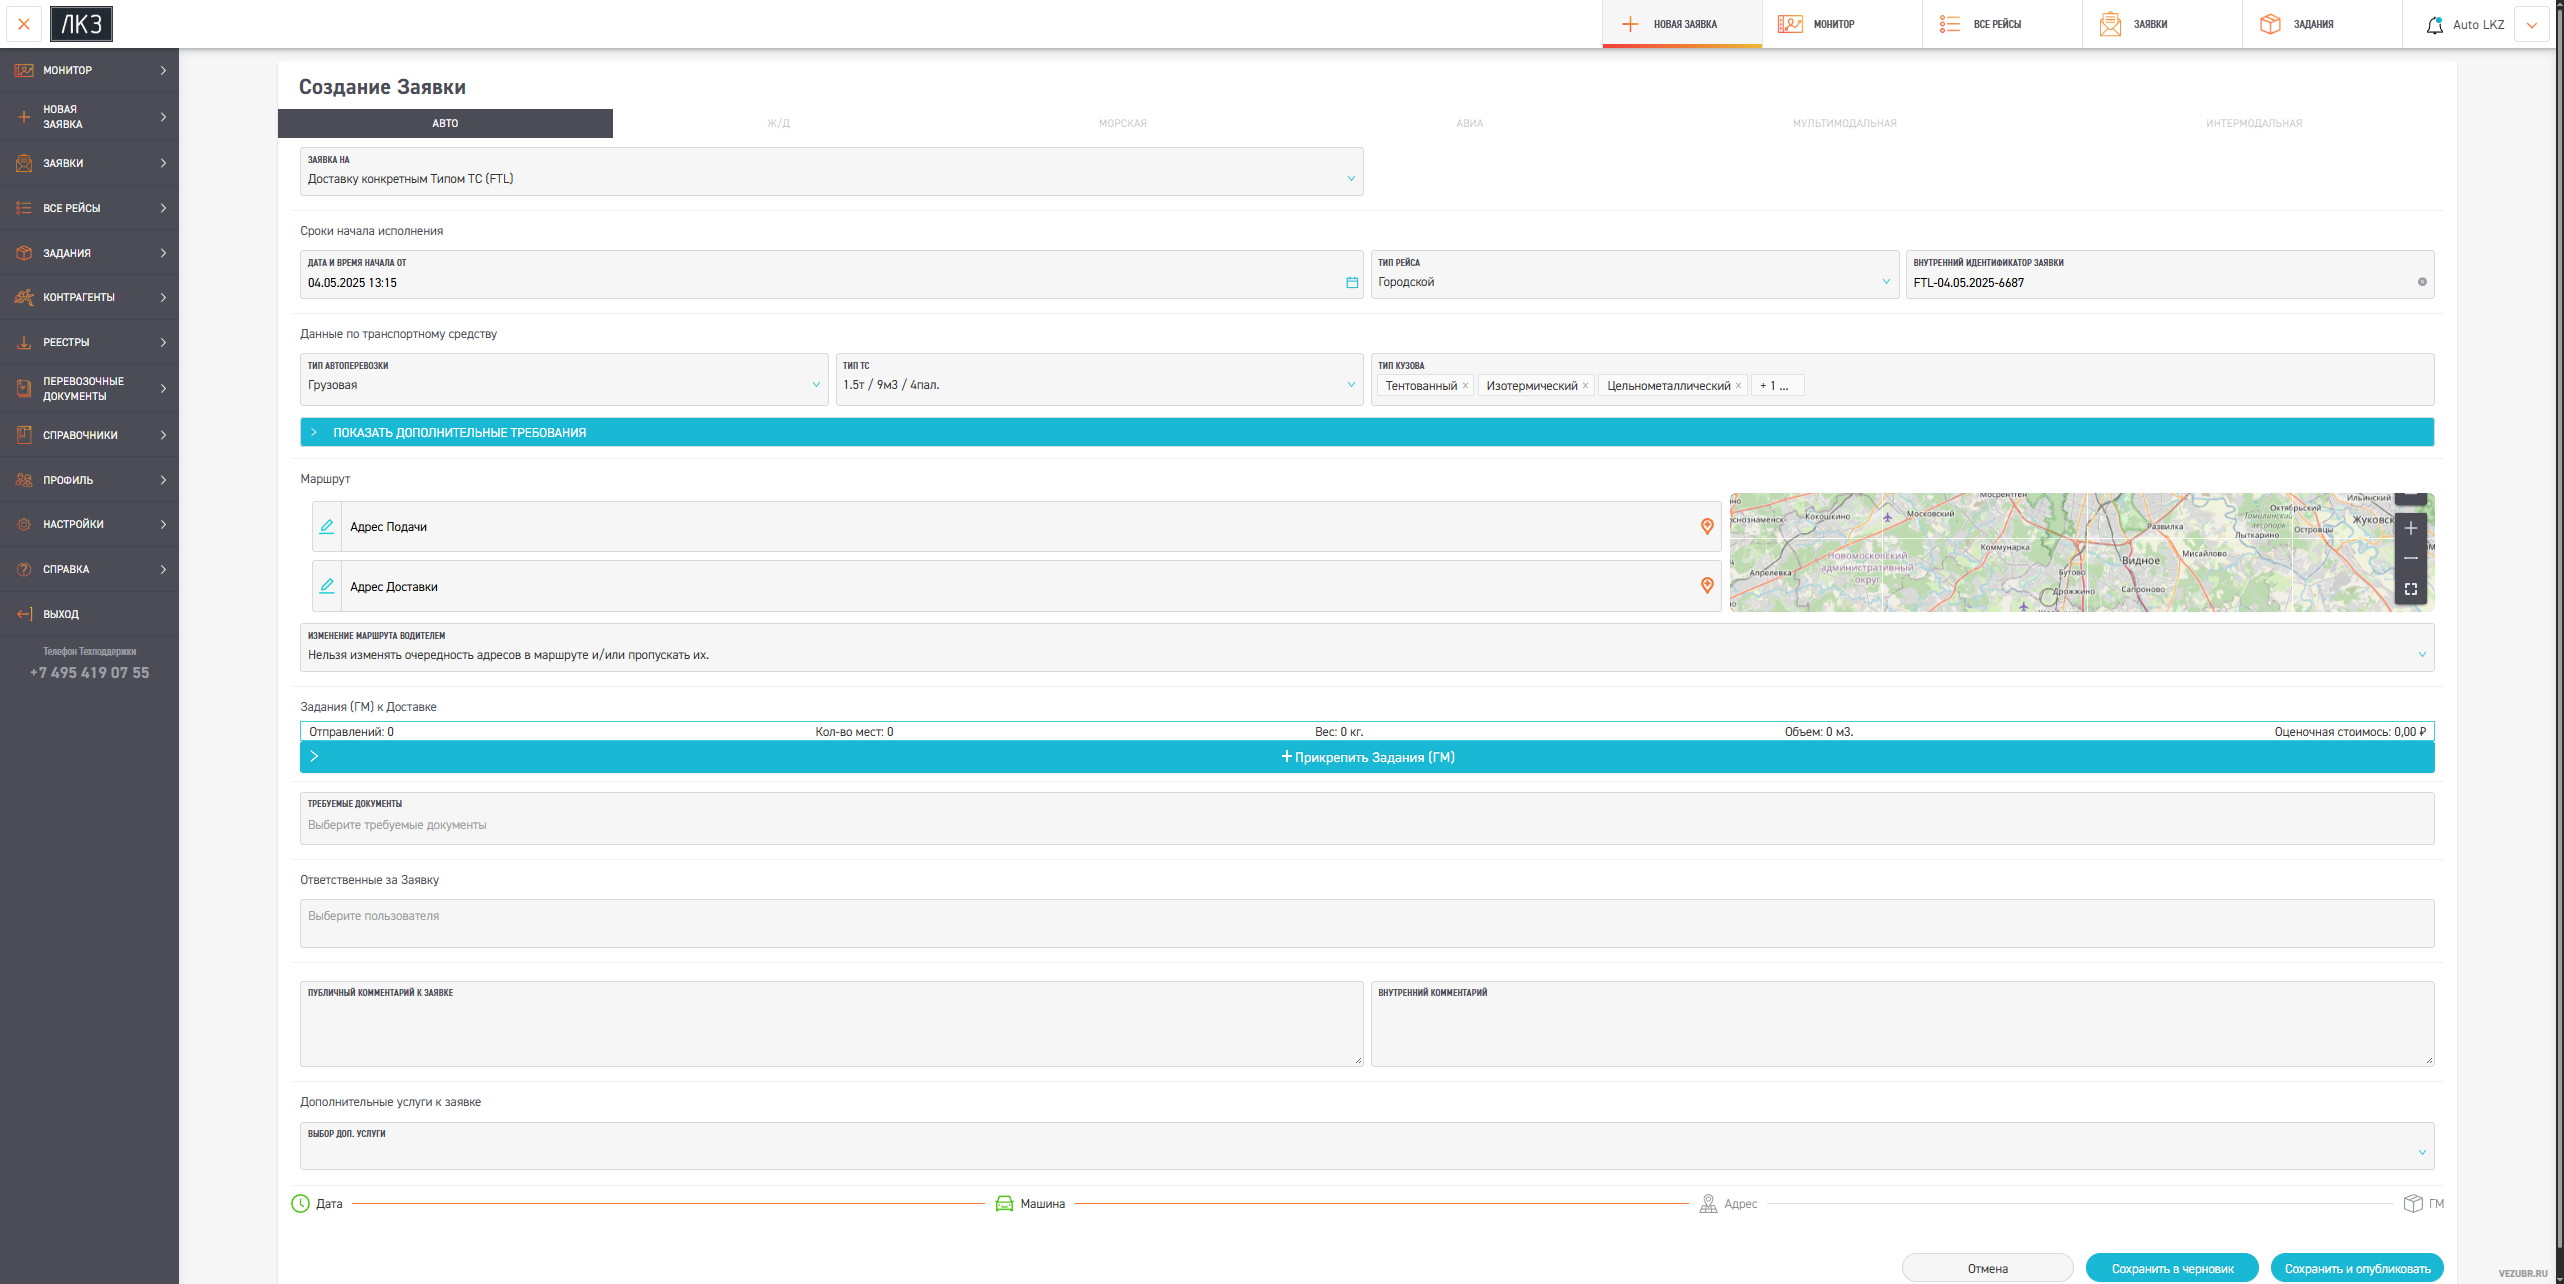 ЛКЗ
НОВАЯ ЗАЯВКА
МОНИТОР
ВСЕ РЕЙСЫ
ЗАЯВКИ
ЗАДАНИЯ
Auto LKZ
МОНИТОР
НОВАЯ
ЗАЯВКА
ЗАЯВКИ
ВСЕ РЕЙСЫ
ЗАДАНИЯ
КОНТРАГЕНТЫ
РЕЕСТРЫ
ПЕРЕВОЗОЧНЫЕ
ДОКУМЕНТЫ
СПРАВОЧНИКИ
ПРОФИЛЬ
НАСТРОЙКИ
СПРАВКА
ВЫХОД
Телефон Техподдержки
+7 495 419 07 55
Создание Заявки
АВТО
Ж/Д
МОРСКАЯ
АВИА
МУЛЬТИМОДАЛЬНАЯ
ИНТЕРМОДАЛЬНАЯ
ЗАЯВКА НА
Доставку конкретным Типом ТС (FTL)
Сроки начала исполнения
ДАТА И ВРЕМЯ НАЧАЛА ОТ
04.05.2025 13:15
ТИП РЕЙСА
Городской
ВНУТРЕННИЙ ИДЕНТИФИКАТОР ЗАЯВКИ
FTL-04.05.2025-6687
Данные по транспортному средству
ТИП АВТОПЕРЕВОЗКИ
Грузовая
ТИП ТС
1.5т / 9м3 / 4пал.
ТИП КУЗОВА
Тентованный ×
Изотермический ×
Цельнометаллический ×
+ 1 ...
ПОКАЗАТЬ ДОПОЛНИТЕЛЬНЫЕ ТРЕБОВАНИЯ
Маршрут
Адрес Подачи
Адрес Доставки
Мосрентген
Ильинский
Кокошкино
Московский
Октябрьский
Томилинский
лесопарк
Островцы
Развилка
Лыткарино
Коммунарка
Мисайлово
Новомосковский
административный
округ
Видное
Апрелевка
Бутово
Дрожжино
Сапроново
ИЗМЕНЕНИЕ МАРШРУТА ВОДИТЕЛЕМ
Нельзя изменять очередность адресов в маршруте и/или пропускать их.
Задания (ГМ) к Доставке
Отправлений: 0
Кол-во мест: 0
Вес: 0 кг.
Объем: 0 м3.
Оценочная стоимось: 0,00 ₽
+ Прикрепить Задания (ГМ)
ТРЕБУЕМЫЕ ДОКУМЕНТЫ
Выберите требуемые документы
Ответственные за Заявку
Выберите пользователя
ПУБЛИЧНЫЙ КОММЕНТАРИЙ К ЗАЯВКЕ
ВНУТРЕННИЙ КОММЕНТАРИЙ
Дополнительные услуги к заявке
ВЫБОР ДОП. УСЛУГИ
Дата
Машина
Адрес
ГМ
Отмена
Сохранить в черновик
Сохранить и опубликовать
VEZUBR.RU